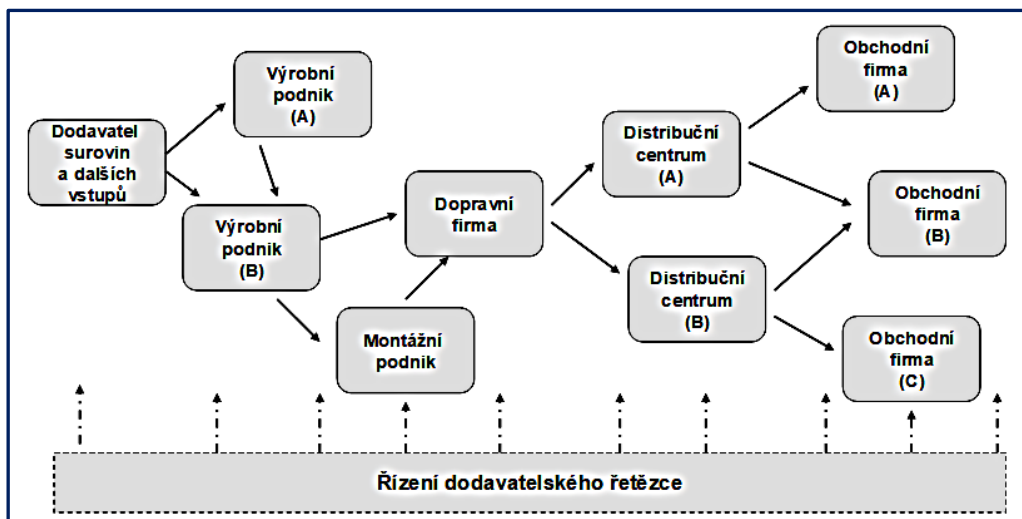 Dodavatel
surovin
a dalších
vstupů
Výrobní
podnik
(A)
Výrobní
podnik
(B)
Montážní
podnik
Dopravní
firma
Distribuční
centrum
(A)
Distribuční
centrum
(B)
Obchodní
firma
(A)
Obchodní
firma
(B)
Obchodní
firma
(C)
Řízení dodavatelského řetězce